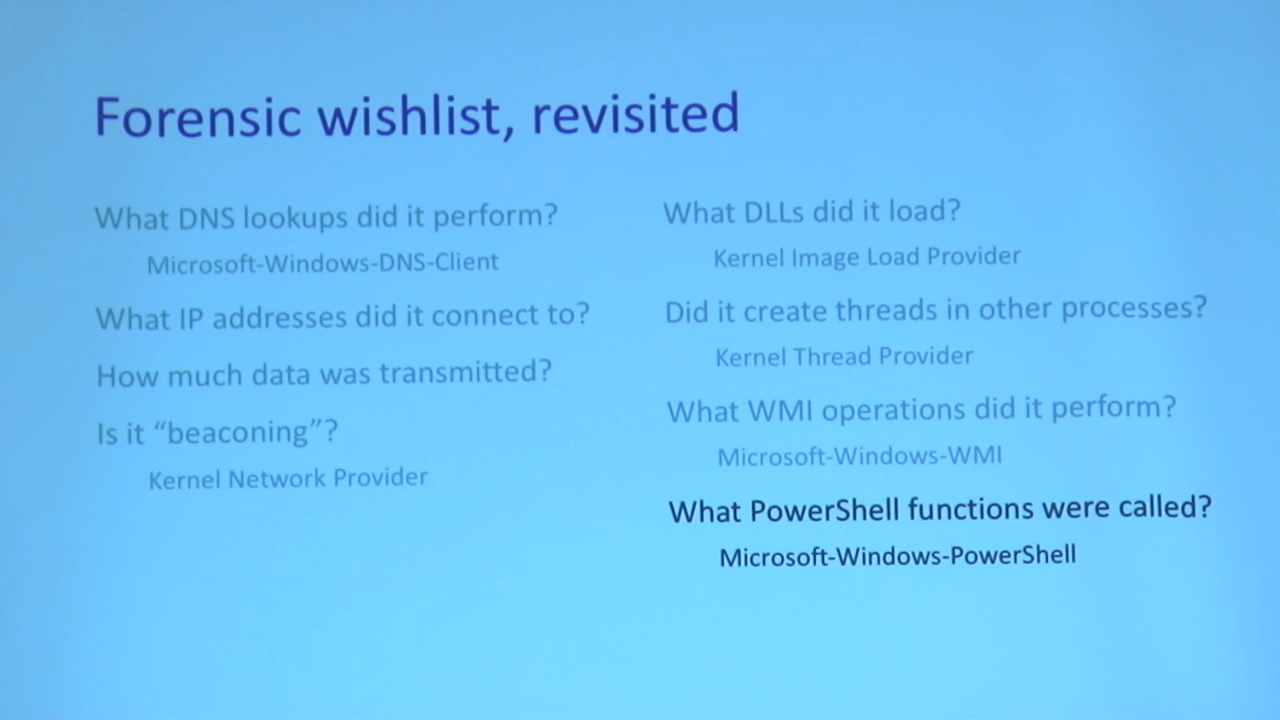 Forensic wishlist, revisited
What DNS lookups did it perform?
Microsoft-Windows-DNS-Client
What IP addresses did it connect to?
How much data was transmitted?
Is it “beaconing”?
Kernel Network Provider
What DLLs did it load?
Kernel Image Load Provider
Did it create threads in other processes?
Kernel Thread Provider
What WMI operations did it perform?
Microsoft-Windows-WMI
What PowerShell functions were called?
Microsoft-Windows-PowerShell